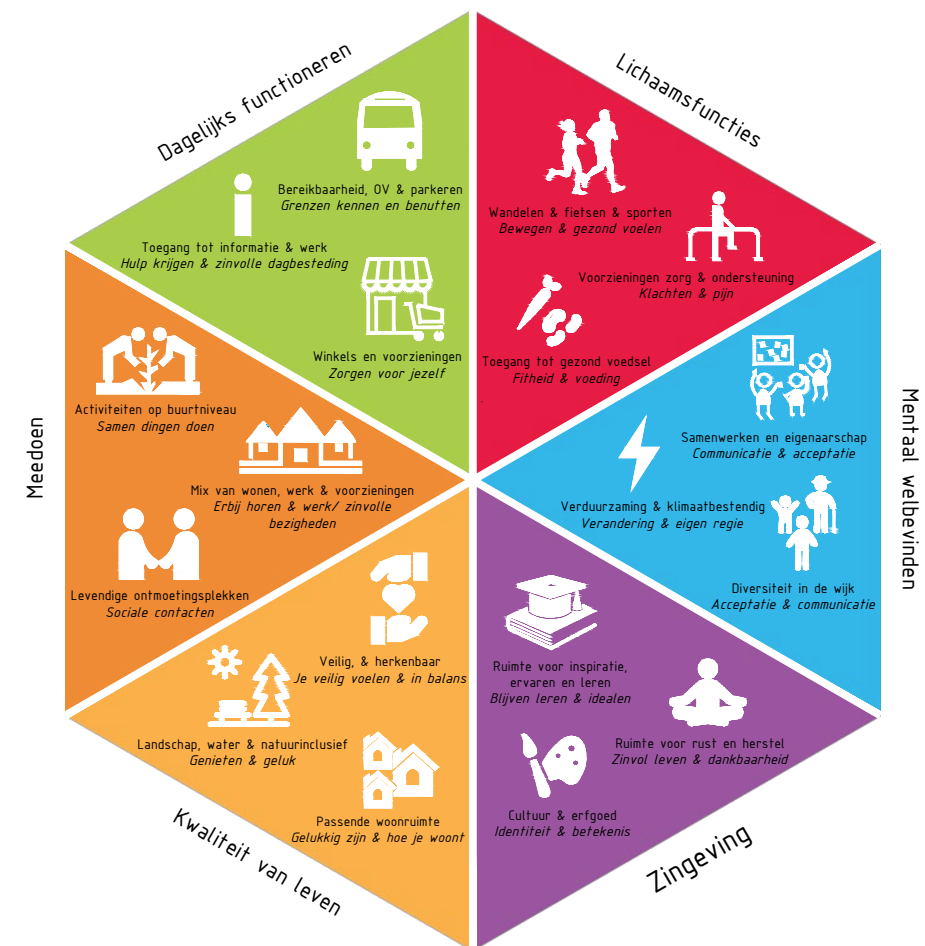 Dagelijks functioneren
Bereikbaarheid, OV & parkeren
Grenzen kennen en benutten
Toegang tot informatie & werk
Hulp krijgen & zinvolle dagbesteding
Winkels en voorzieningen
Zorgen voor jezelf
Lichaamsfuncties
Wandelen & fietsen & sporten
Bewegen & gezond voelen
Voorzieningen zorg & ondersteuning
Klachten & pijn
Toegang tot gezond voedsel
Fitheid & voeding
Mentaal welbevinden
Samenwerken en eigenaarschap
Communicatie & acceptatie
Verduurzaming & klimaatbestendig
Verandering & eigen regie
Diversiteit in de wijk
Acceptatie & communicatie
Zingeving
Ruimte voor inspiratie,
ervaren en leren
Blijven leren & idealen
Ruimte voor rust en herstel
Zinvol leven & dankbaarheid
Cultuur & erfgoed
Identiteit & betekenis
Kwaliteit van leven
Veilig, & herkenbaar
Je veilig voelen & in balans
Landschap, water & natuurinclusief
Genieten & geluk
Passende woonruimte
Gelukkig zijn & hoe je woont
Meedoen
Activiteiten op buurtniveau
Samen dingen doen
Mix van wonen, werk & voorzieningen
Erbij horen & werk/ zinvolle
bezigheden
Levendige ontmoetingsplekken
Sociale contacten